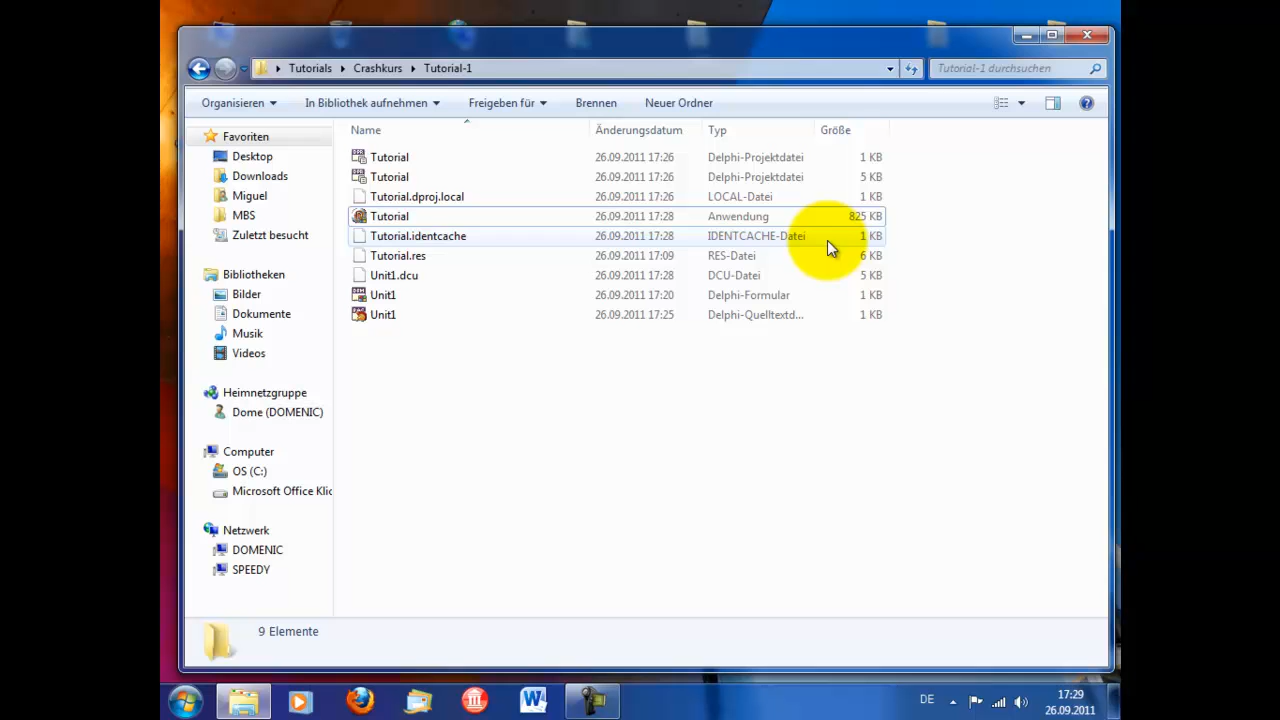 Tutorials Crashkurs Tutorial-1 Tutorial-1 durchsuchen
Organisieren In Bibliothek aufnehmen Freigeben für Brennen Neuer Ordner
Favoriten
Desktop
Downloads
Miguel
MBS
Zuletzt besucht
Bibliotheken
Bilder
Dokumente
Musik
Videos
Heimnetzgruppe
Dome (DOMENIC)
Computer
OS (C:)
Microsoft Office Klic
Netzwerk
DOMENIC
SPEEDY
Name Änderungsdatum Typ Größe
Tutorial 26.09.2011 17:26 Delphi-Projektdatei 1 KB
Tutorial 26.09.2011 17:26 Delphi-Projektdatei 5 KB
Tutorial.dproj.local 26.09.2011 17:26 LOCAL-Datei 1 KB
Tutorial 26.09.2011 17:28 Anwendung 825 KB
Tutorial.identcache 26.09.2011 17:28 IDENTCACHE-Datei 1 KB
Tutorial.res 26.09.2011 17:09 RES-Datei 6 KB
Unit1.dcu 26.09.2011 17:28 DCU-Datei 5 KB
Unit1 26.09.2011 17:20 Delphi-Formular 1 KB
Unit1 26.09.2011 17:25 Delphi-Quelltextd... 1 KB
9 Elemente
DE 17:29
26.09.2011